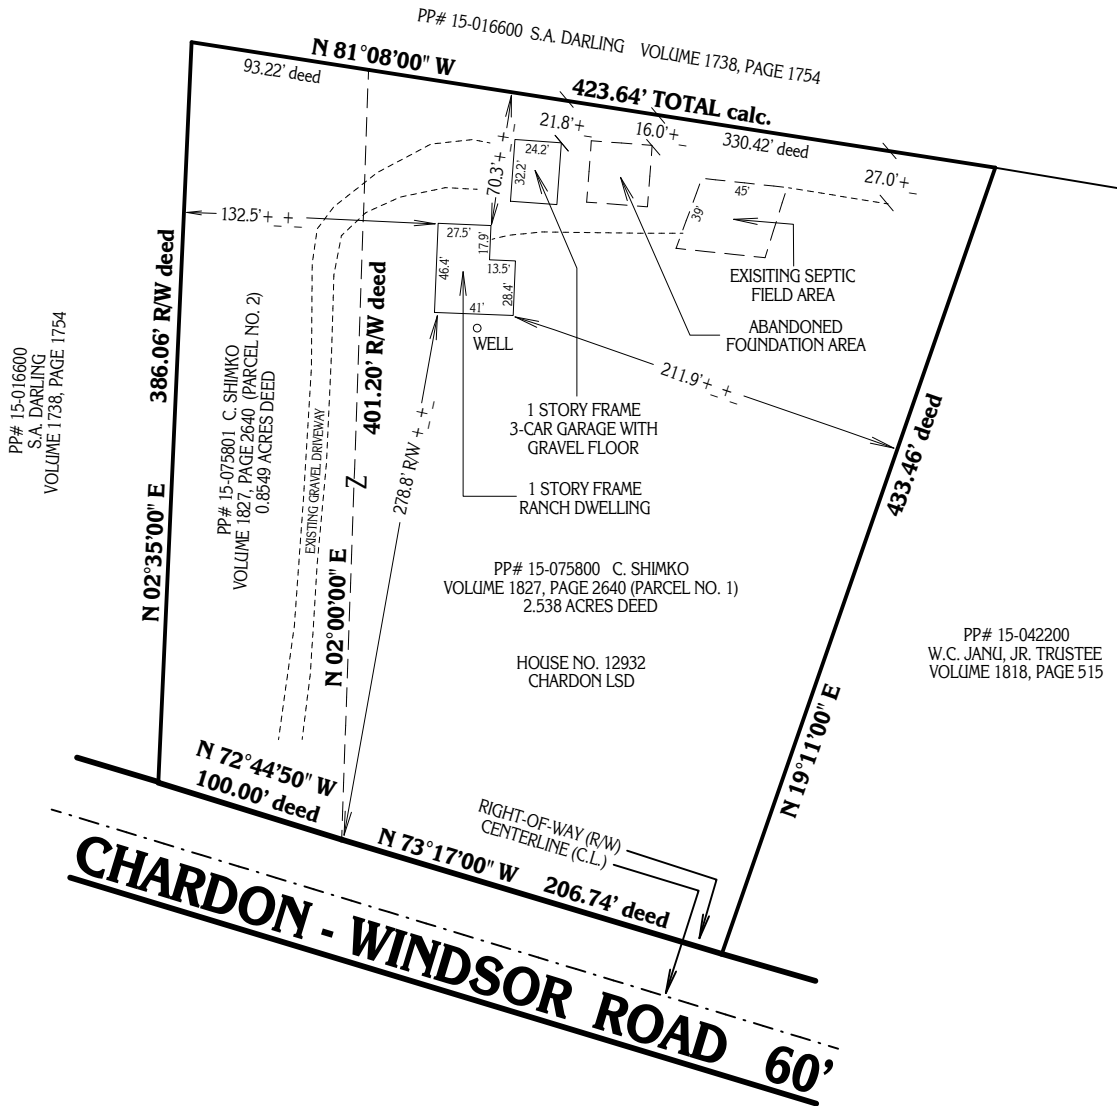 PP# 15-016600 S.A. DARLING VOLUME 1738, PAGE 1754
N 81°08'00" W
93.22' deed
423.64' TOTAL calc.
21.8'+_
16.0'+_
330.42' deed
27.0'+_
24.2'
32.2'
70.3'+_+_
45'
39'
132.5'+_+_
27.5'
17.9'
46.4'
13.5'
28.4'
41'
WELL
EXISITING SEPTIC
FIELD AREA
ABANDONED
FOUNDATION AREA
386.06' R/W deed
401.20' R/W deed
PP# 15-016600
S.A. DARLING
VOLUME 1738, PAGE 1754
PP# 15-075801 C. SHIMKO
VOLUME 1827, PAGE 2640 (PARCEL NO. 2)
0.8549 ACRES DEED
EXISTING GRAVEL DRIVEWAY
211.9'+_+_
278.8' R/W +_+_
1 STORY FRAME
3-CAR GARAGE WITH
GRAVEL FLOOR
433.46' deed
Z
1 STORY FRAME
RANCH DWELLING
N 02°35'00" E
N 02°00'00" E
PP# 15-075800 C. SHIMKO
VOLUME 1827, PAGE 2640 (PARCEL NO. 1)
2.538 ACRES DEED
HOUSE NO. 12932
CHARDON LSD
PP# 15-042200
W.C. JANU, JR. TRUSTEE
VOLUME 1818, PAGE 515
N 19°11'00" E
N 72°44'50" W
100.00' deed
RIGHT-OF-WAY (R/W)
CENTERLINE (C.L.)
N 73°17'00" W 206.74' deed
CHARDON - WINDSOR ROAD 60'